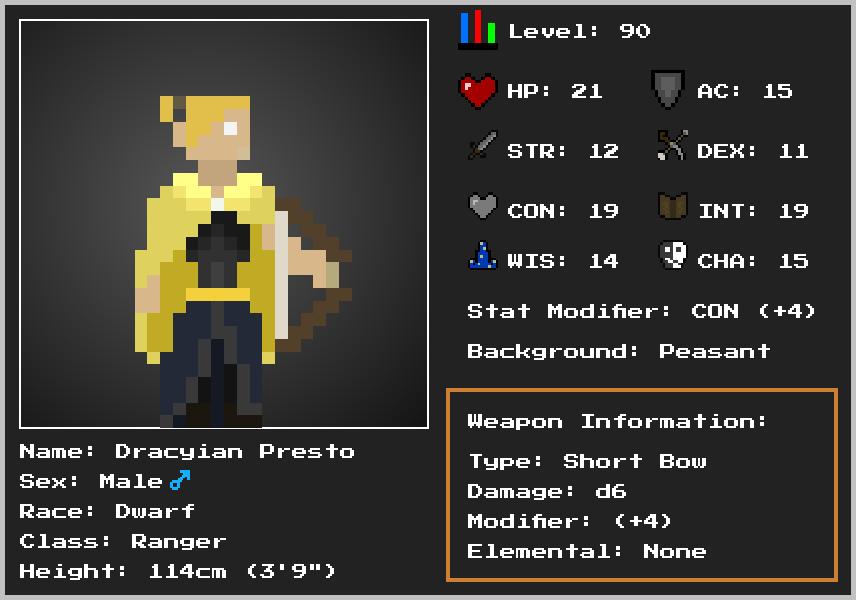 Level: 90
HP: 21
AC: 15
STR: 12
DEX: 11
CON: 19
INT: 19
WIS: 14
CHA: 15
Stat Modifier: CON (+4)
Background: Peasant
Weapon Information:
Type: Short Bow
Damage: d6
Modifier: (+4)
Elemental: None
Name: Dracyian Presto
Sex: Male♂
Race: Dwarf
Class: Ranger
Height: 114cm (3'9")